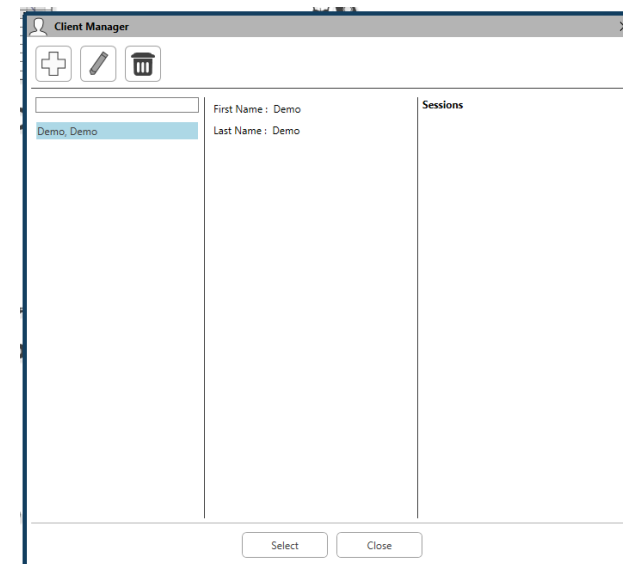 Client Manager
First Name : Demo
Last Name : Demo
Demo, Demo
Sessions
Select
Close